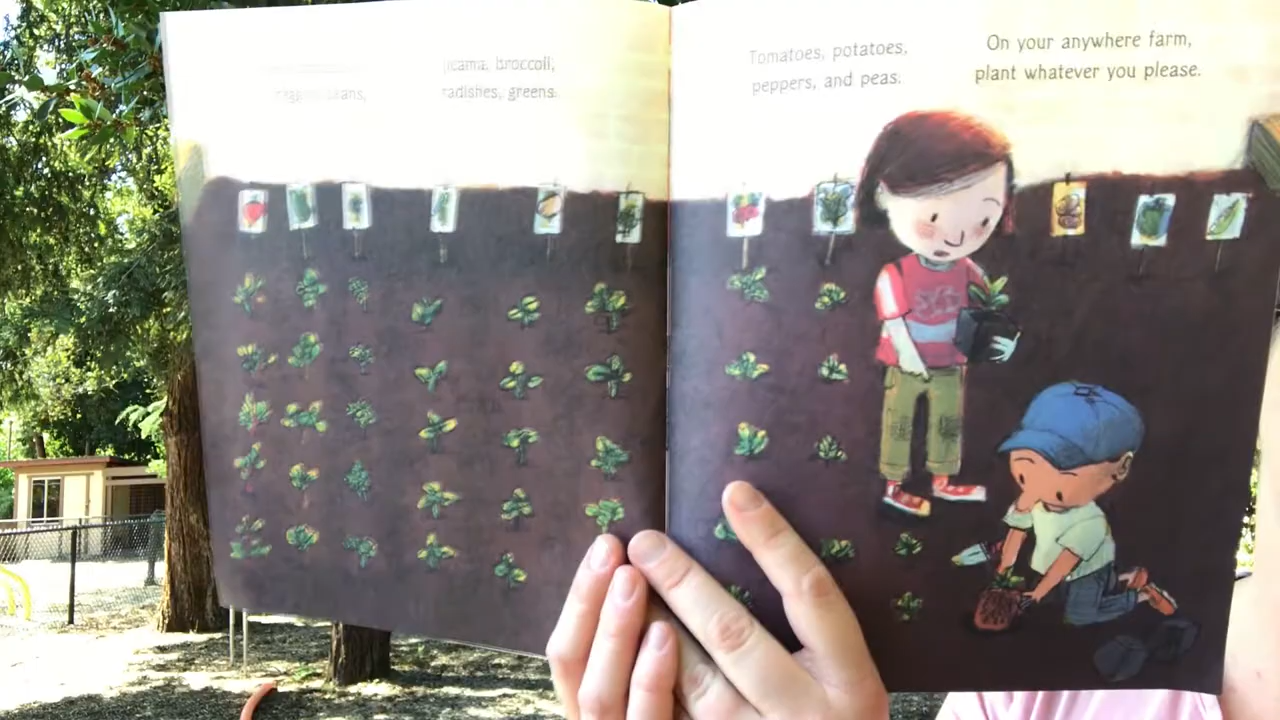 jicama, broccoli,
radishes, greens.
Tomatoes, potatoes,
peppers, and peas.
On your anywhere farm,
plant whatever you please.